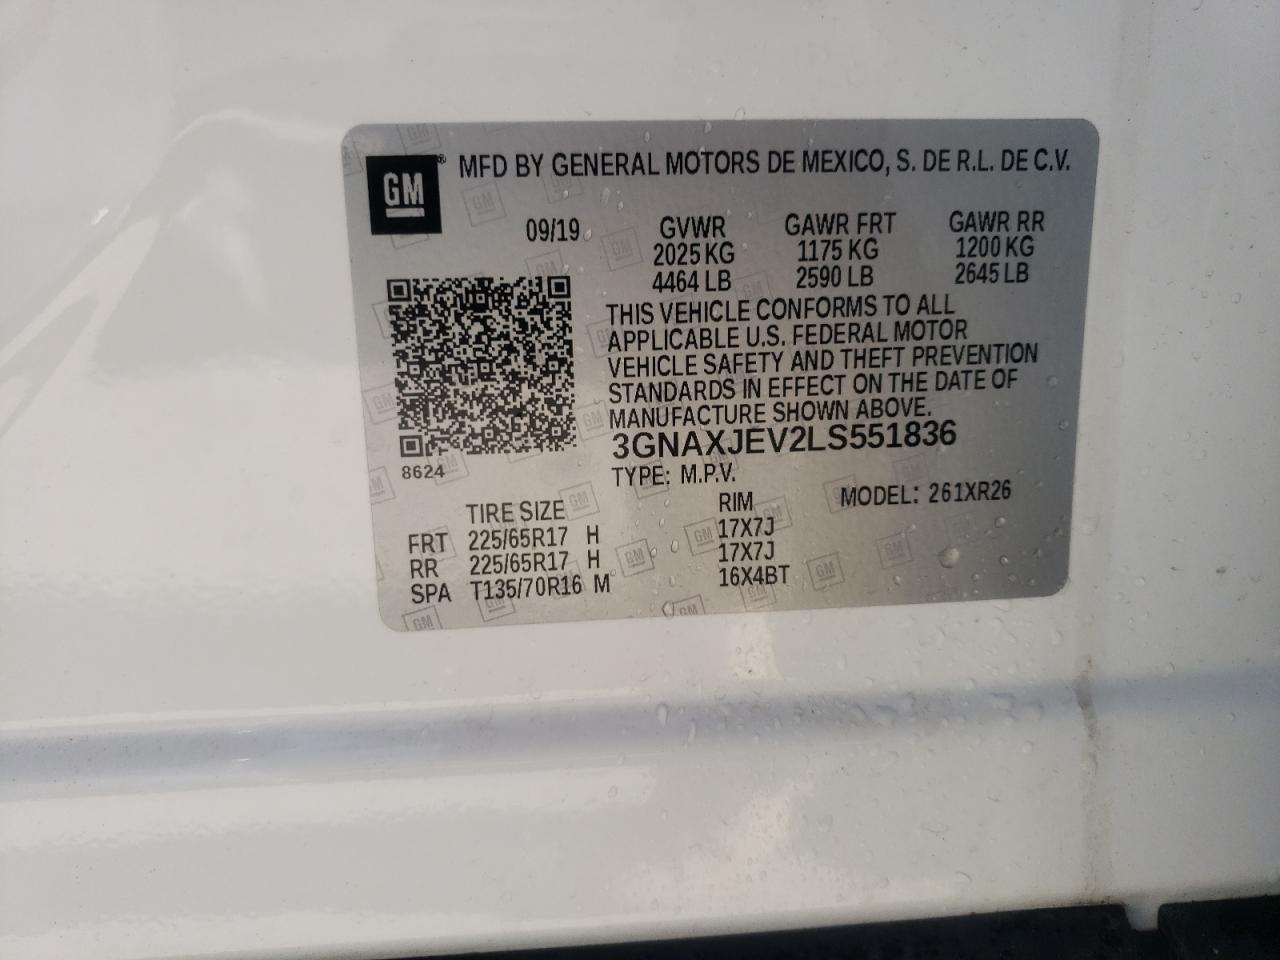 GM® MFD BY GENERAL MOTORS DE MEXICO, S. DE R.L. DE C.V.
09/19 GVWR GAWR FRT GAWR RR
2025 KG 1175 KG 1200 KG
4464 LB 2590 LB 2645 LB
THIS VEHICLE CONFORMS TO ALL
APPLICABLE U.S. FEDERAL MOTOR
VEHICLE SAFETY AND THEFT PREVENTION
STANDARDS IN EFFECT ON THE DATE OF
MANUFACTURE SHOWN ABOVE.
3GNAXJEV2LS551836
8624
TYPE: M.P.V.
MODEL: 261XR26
TIRE SIZE RIM
FRT 225/65R17 H 17X7J
RR 225/65R17 H 17X7J
SPA T135/70R16 M 16X4BT